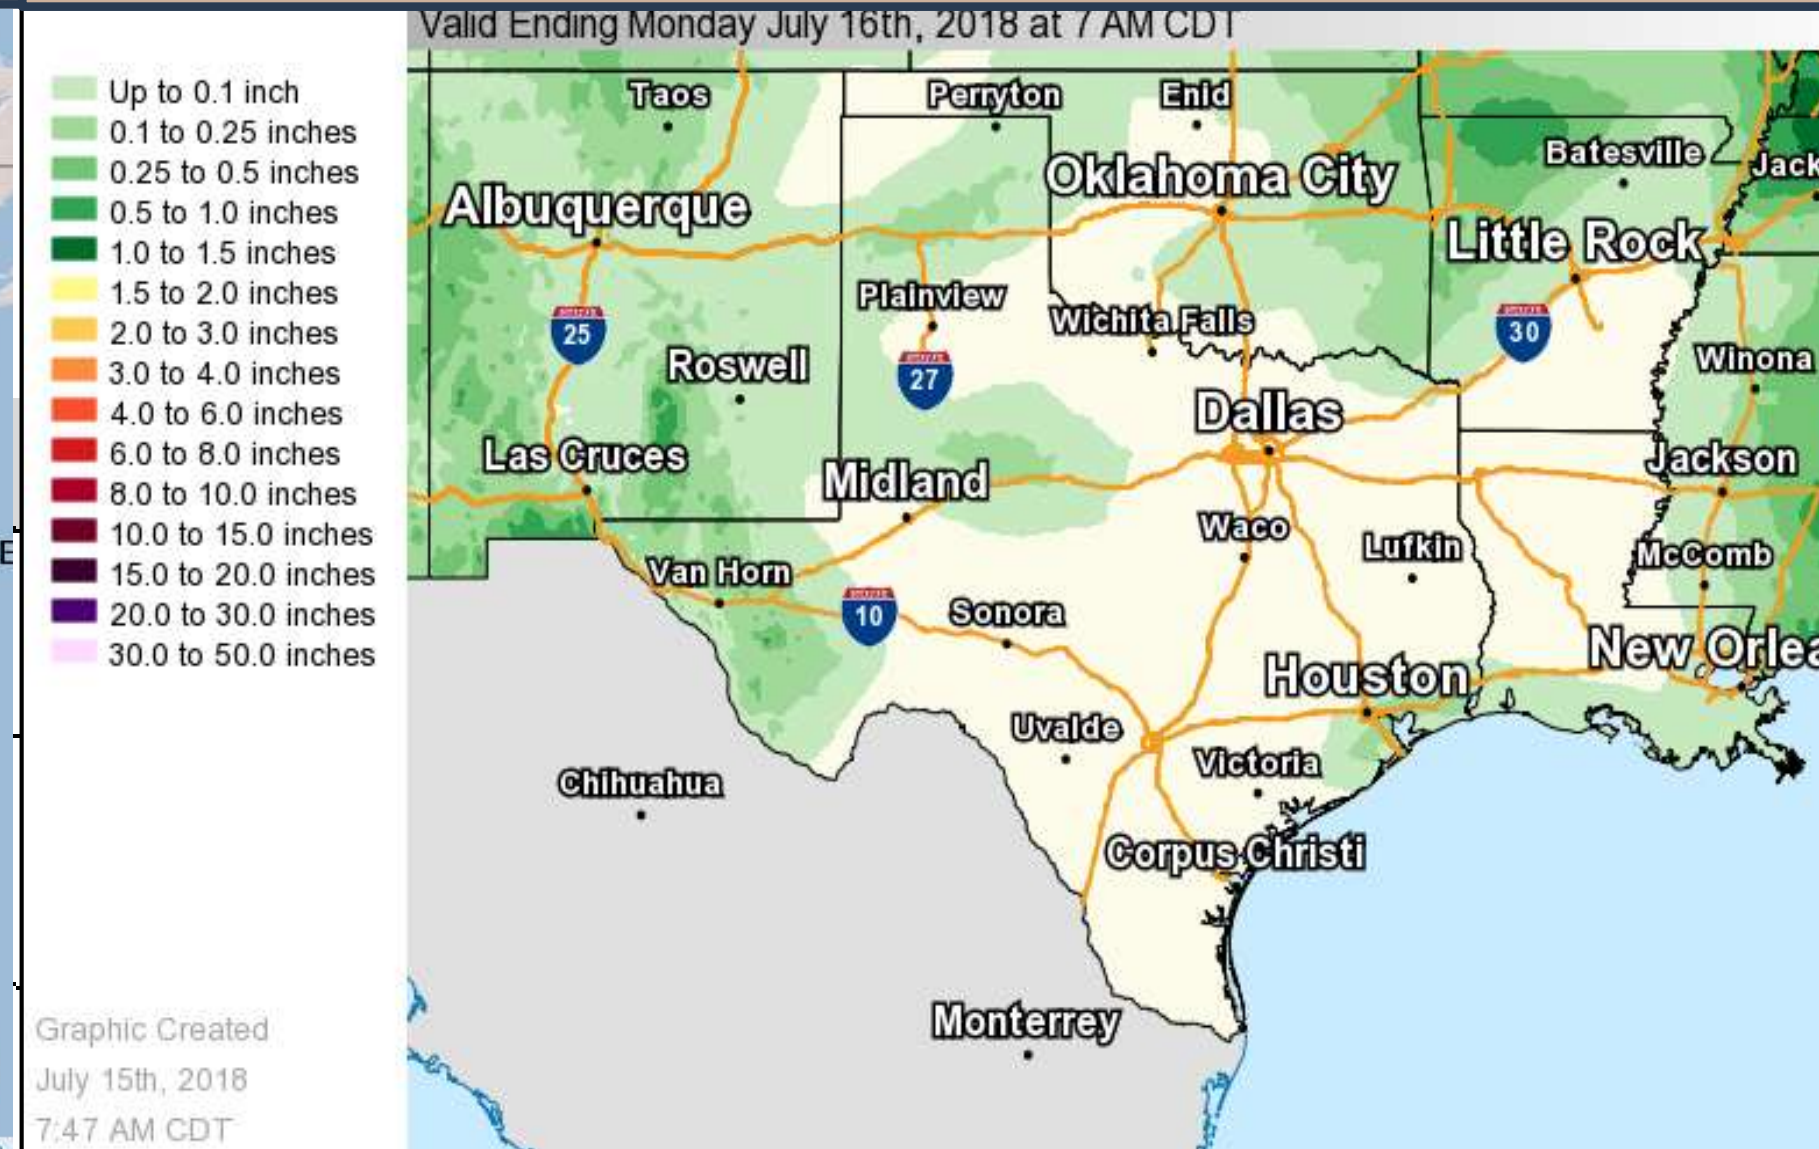 Valid Ending Monday July 16th, 2018 at 7 AM CDT
Up to 0.1 inch
0.1 to 0.25 inches
0.25 to 0.5 inches
0.5 to 1.0 inches
1.0 to 1.5 inches
1.5 to 2.0 inches
2.0 to 3.0 inches
3.0 to 4.0 inches
4.0 to 6.0 inches
6.0 to 8.0 inches
8.0 to 10.0 inches
10.0 to 15.0 inches
15.0 to 20.0 inches
20.0 to 30.0 inches
30.0 to 50.0 inches
Graphic Created
July 15th, 2018
7:47 AM CDT
E
Taos
Perryton
Enid
Batesville
Jack
Oklahoma City
Albuquerque
Little Rock
Plainview
Wichita Falls
25
30
Winona
Roswell
27
Dallas
Las Cruces
Midland
Jackson
Waco
Lufkin
McComb
Van Horn
10
Sonora
New Orlea
Houston
Uvalde
Victoria
Chihuahua
Corpus Christi
Monterrey